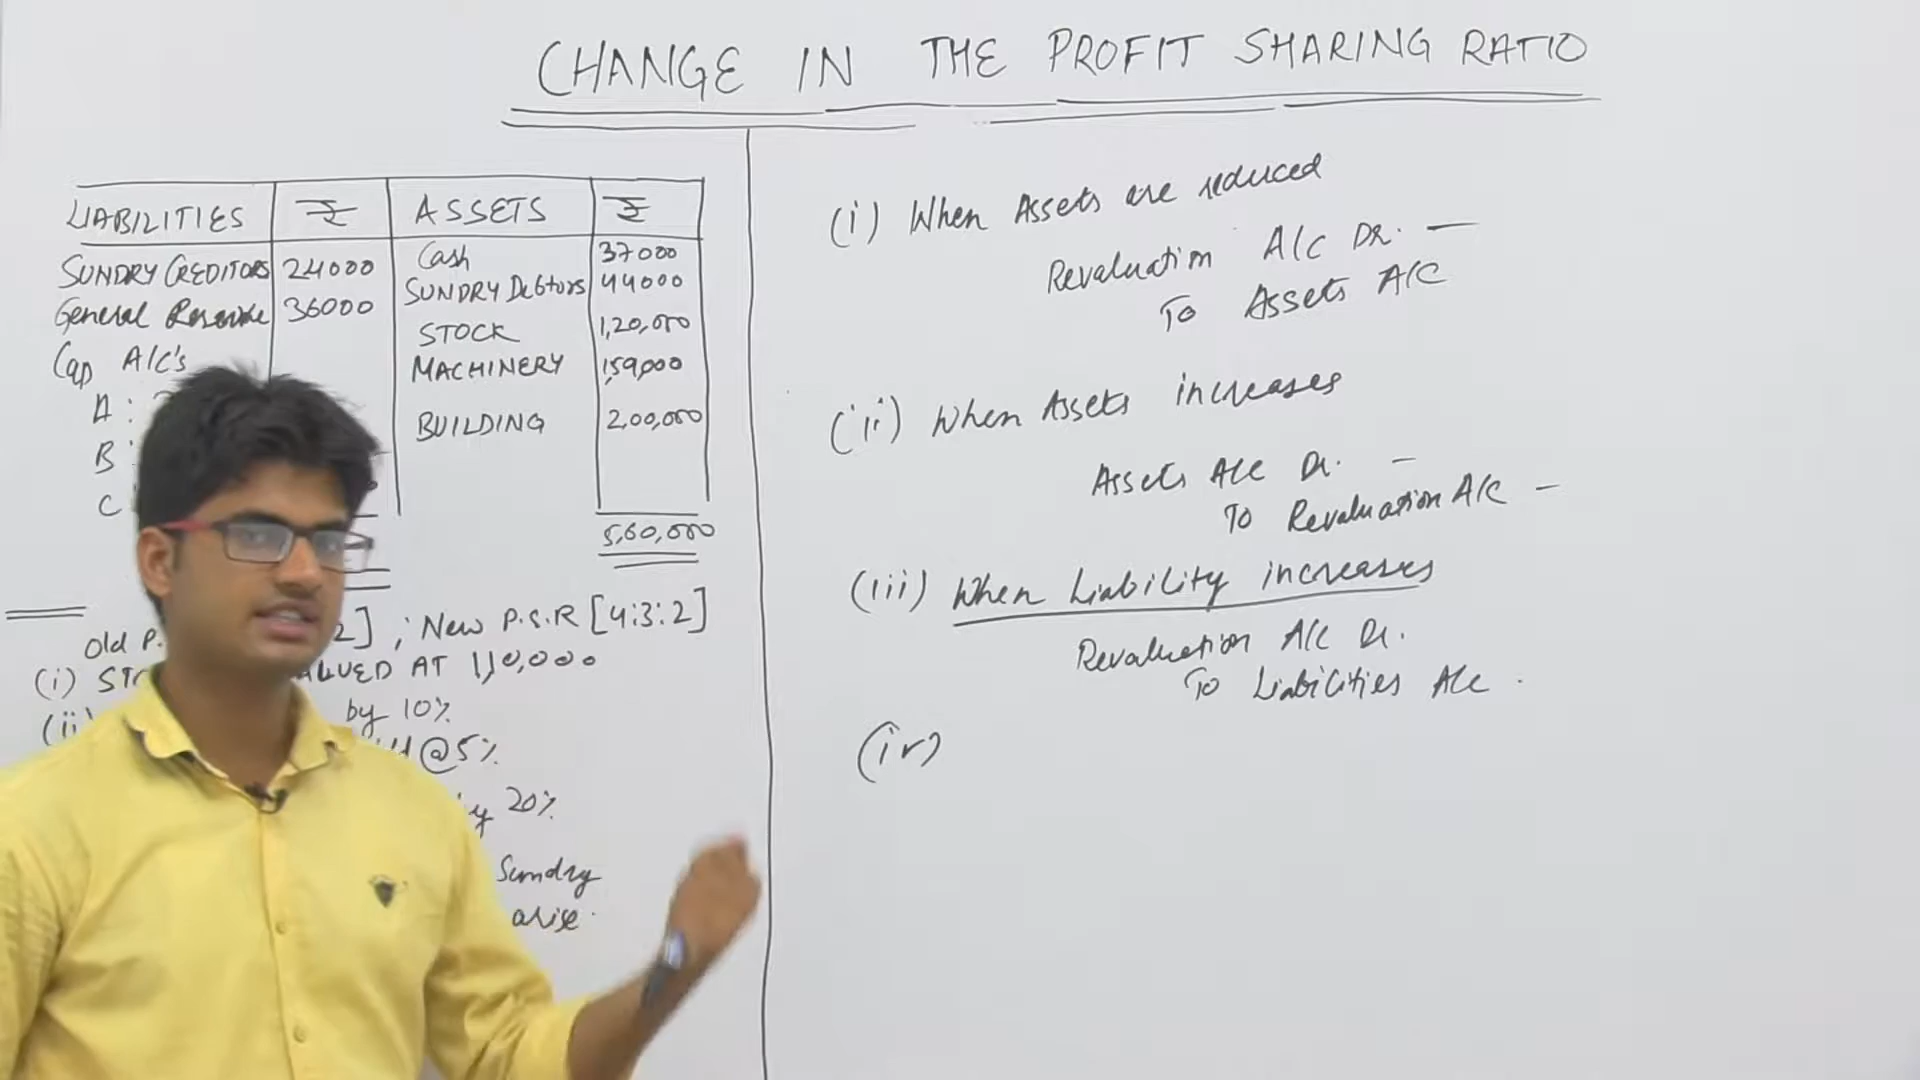 CHANGE IN THE PROFIT SHARING RATIO
LIABILITIES ₹ ASSETS ₹
SUNDRY CREDITORS 24000 Cash 37000
General Reserve 36000 SUNDRY Debtors 44000
Cap A/C's STOCK 1,20,000
MACHINERY 1,59,000
A :
BUILDING 2,00,000
B :
C
5,60,000
Old P. 2] ; New P.S.R [4:3:2]
(i) AT 1,10,000
(ii) by 10%
@5%
20%
Sundry
arise.
(i) When Assets are reduced
Revaluation A/C DR. —
To Assets A/C
(ii) When Assets increases
Assets A/C Dr. —
To Revaluation A/C —
(iii) When Liability increases
Revaluation A/C Dr.
To Liabilities A/C .
(iv)